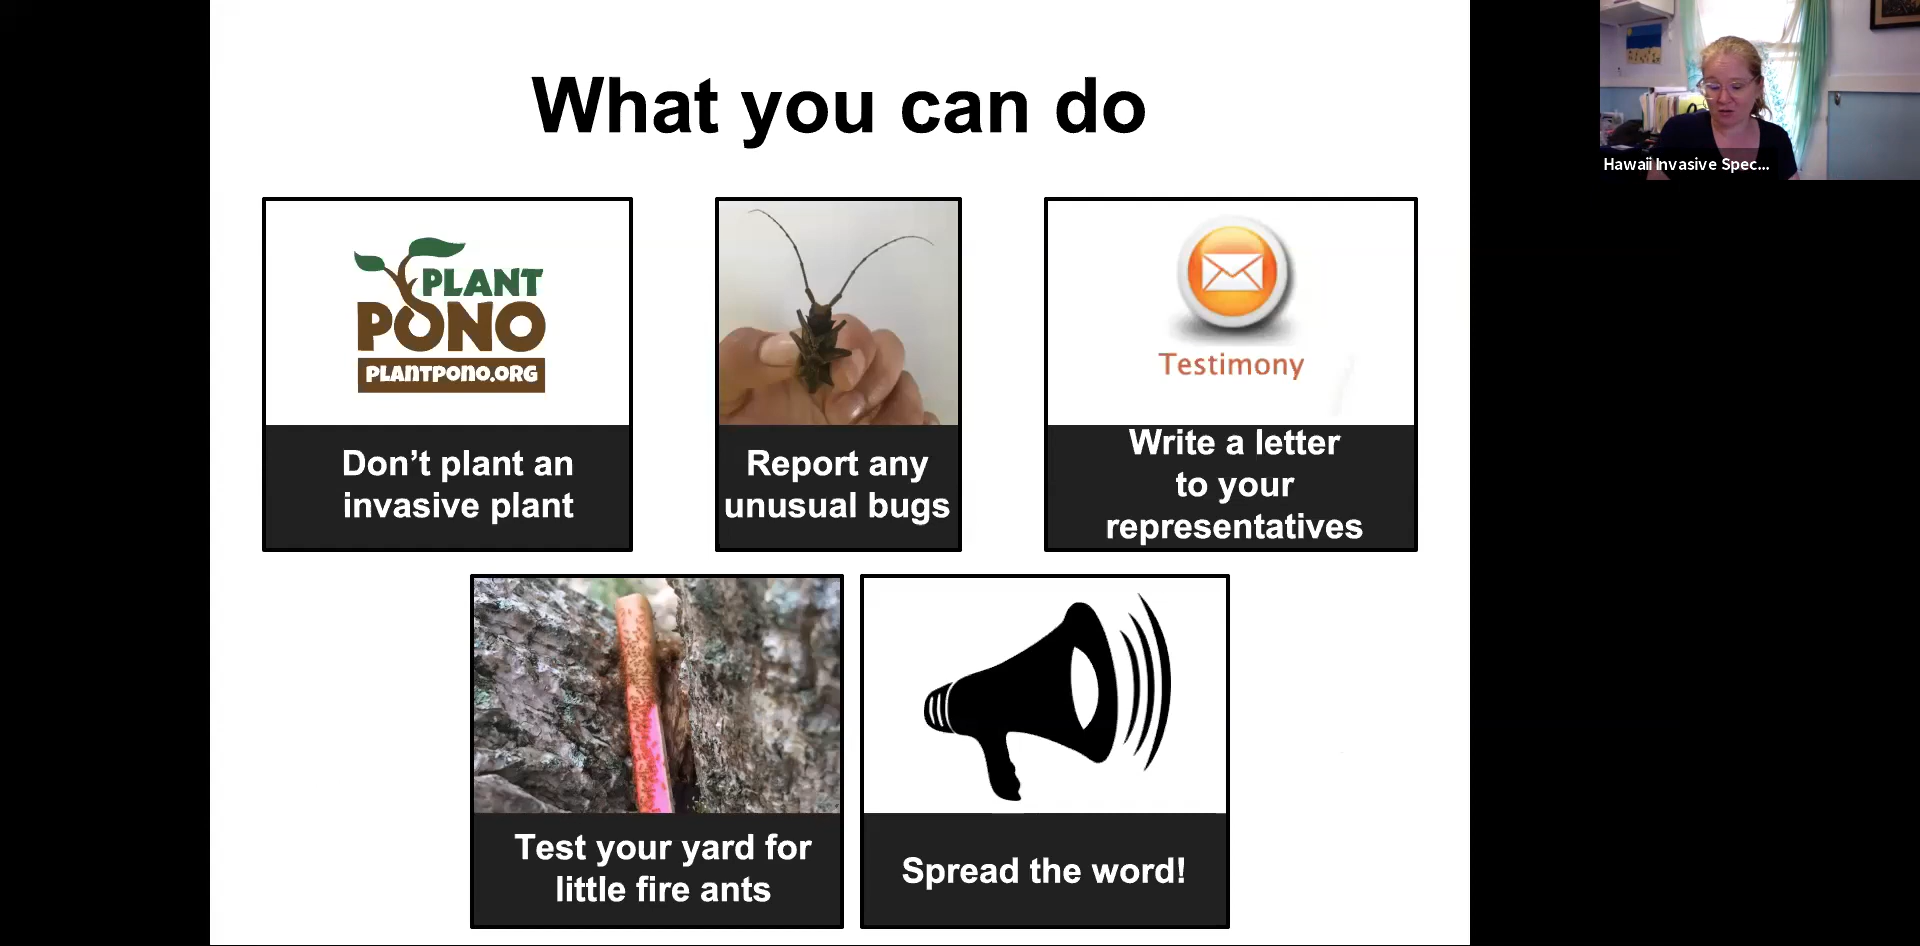 What you can do
Hawaii Invasive Spec...
PLANT
PONO
PLANTPONO.ORG
Don’t plant an
invasive plant
Report any
unusual bugs
Testimony
Write a letter
to your
representatives
Test your yard for
little fire ants
Spread the word!